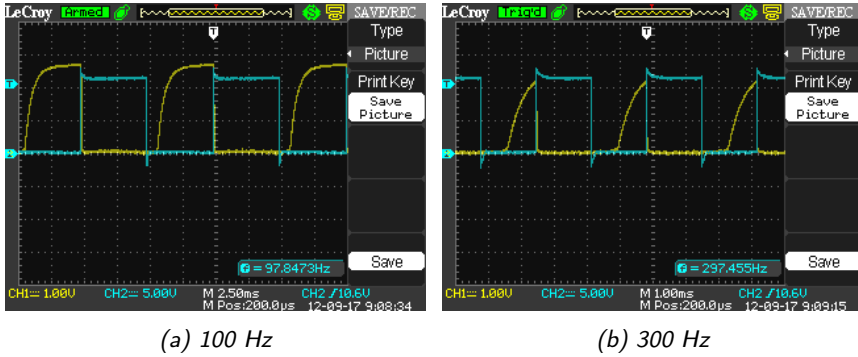 LeCroy Armed SAVE/REC
Type
Picture
Print Key
Save
Picture
Save
G = 97.8473Hz
CH1 1.00V CH2 5.00V M 2.50ms CH2 10.6V
M Pos:200.0µs 12-09-17 9:08:34
(a) 100 Hz
LeCroy Trig'd SAVE/REC
Type
Picture
Print Key
Save
Picture
Save
G = 297.455Hz
CH1 1.00V CH2 5.00V M 1.00ms CH2 10.6V
M Pos:200.0µs 12-09-17 9:09:15
(b) 300 Hz